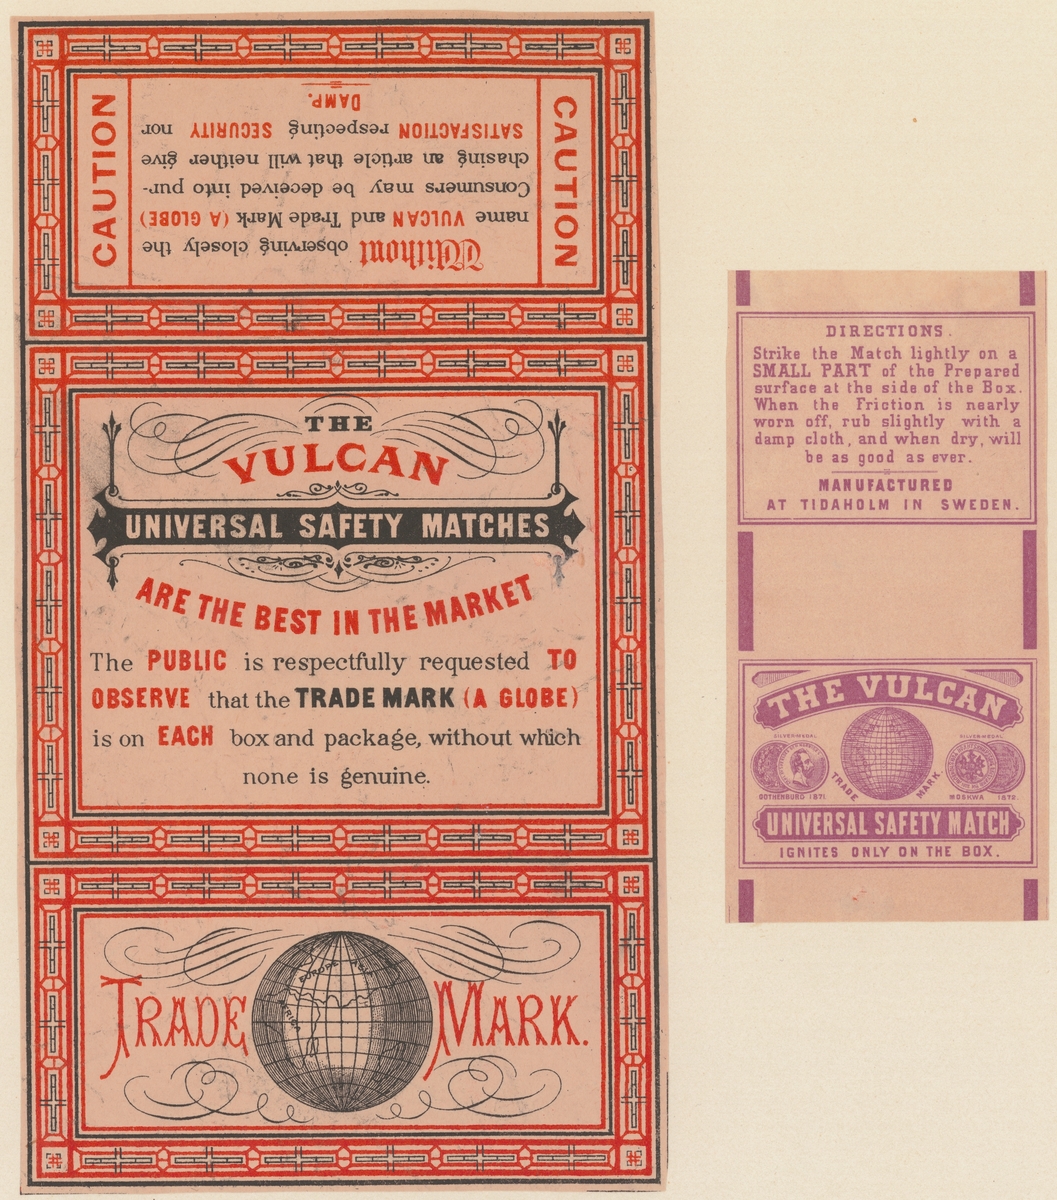 CAUTION
CAUTION
Without observing closely the
name VULCAN and Trade Mark (A GLOBE)
Consumers may be deceived into pur-
chasing an article that will neither give
SATISFACTION respecting SECURITY nor
DAMP.
THE
VULCAN
UNIVERSAL SAFETY MATCHES
ARE THE BEST IN THE MARKET
The PUBLIC is respectfully requested TO
OBSERVE that the TRADE MARK (A GLOBE)
is on EACH box and package, without which
none is genuine.
TRADE MARK.
EUROPE ASIA
AFRICA
DIRECTIONS.
Strike the Match lightly on a
SMALL PART of the Prepared
surface at the side of the Box.
When the Friction is nearly
worn off, rub slightly with a
damp cloth, and when dry, will
be as good as ever.
MANUFACTURED
AT TIDAHOLM IN SWEDEN.
THE VULCAN
SILVER-MEDAL
SILVER-MEDAL
TRADE MARK.
GOTHENBURG 1871.
MOSKWA 1872.
UNIVERSAL SAFETY MATCH
IGNITES ONLY ON THE BOX.